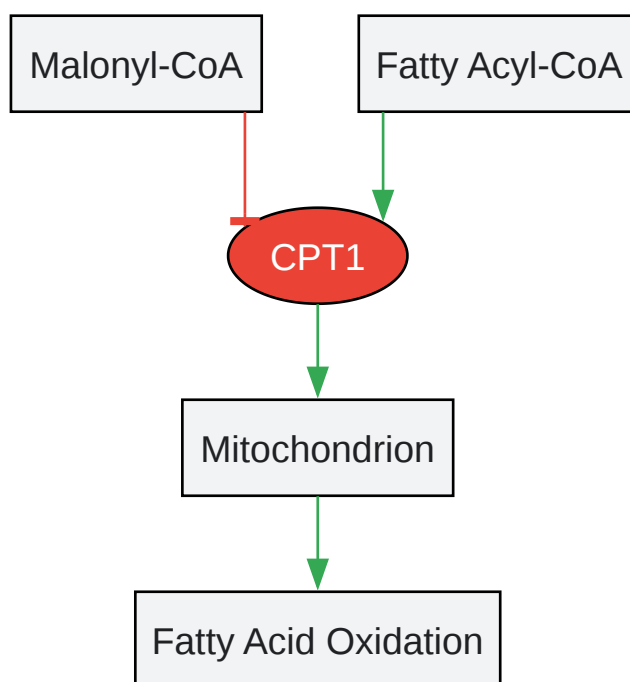 Malonyl-CoA
Fatty Acyl-CoA
CPT1
Mitochondrion
Fatty Acid Oxidation